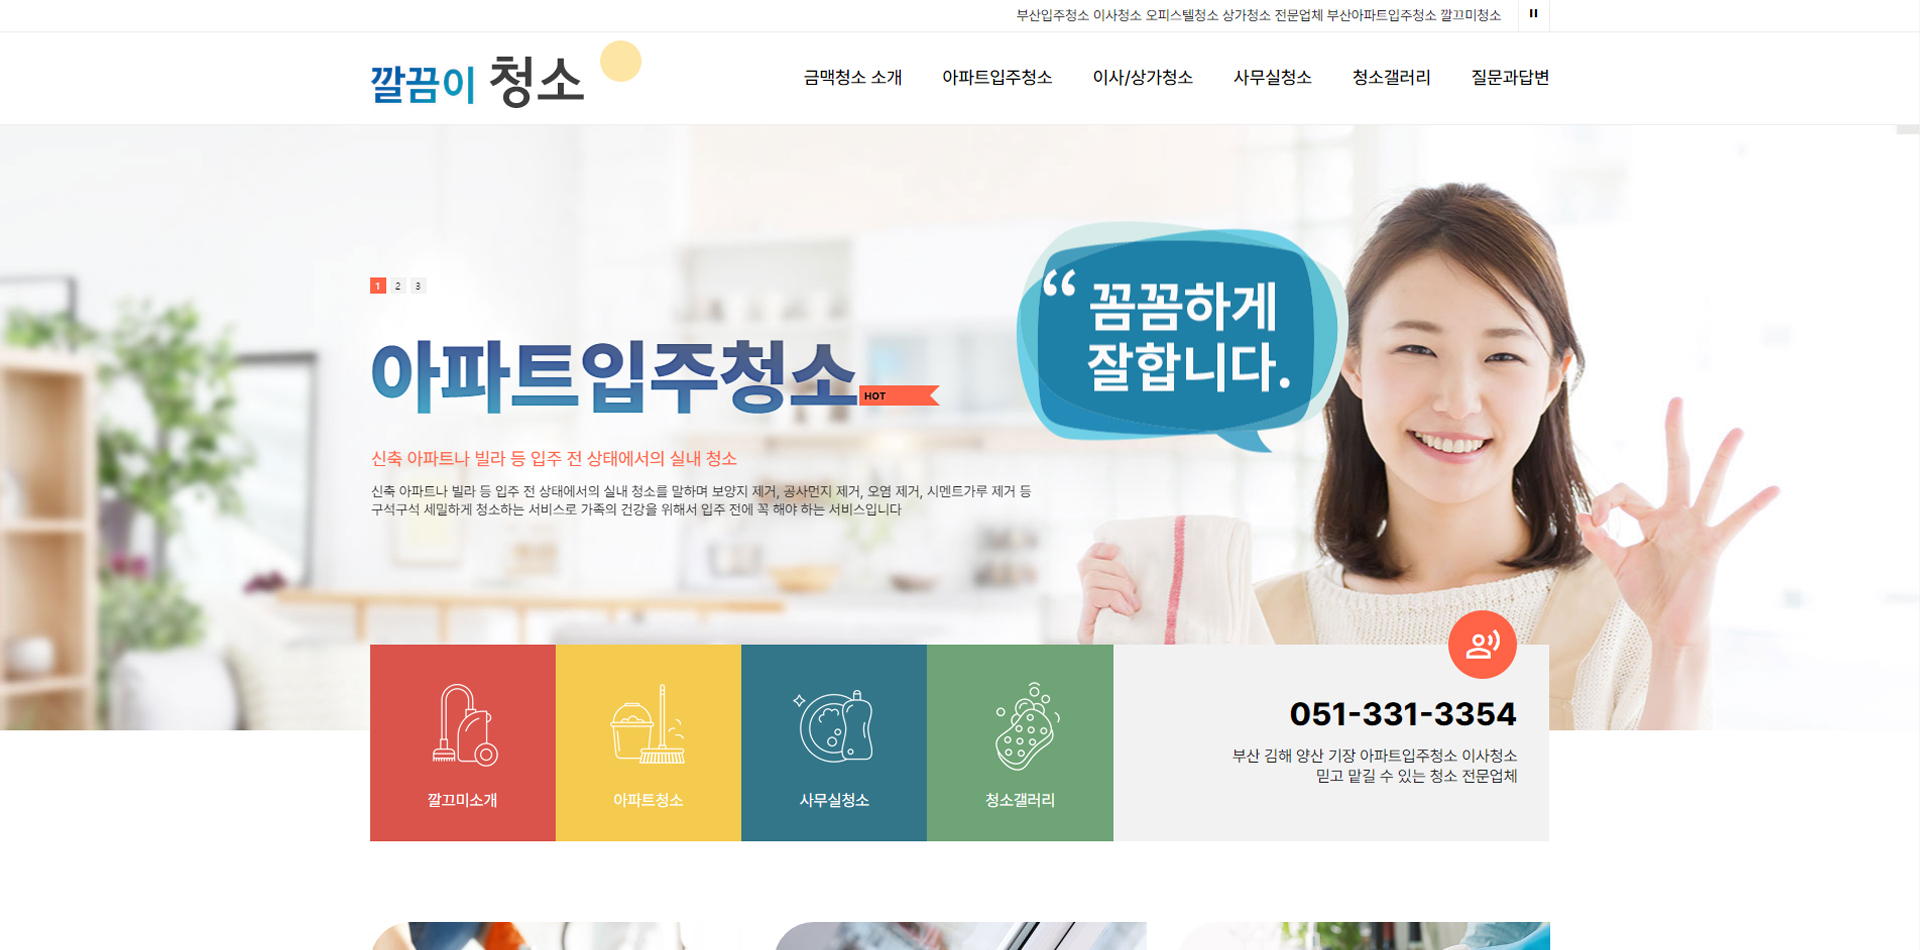 부산입주청소 이사청소 오피스텔청소 상가청소 전문업체 부산아파트입주청소 깔끄미청소
깔끔이 청소
금맥청소 소개 아파트입주청소 이사/상가청소 사무실청소 청소갤러리 질문과답변
1 2 3
“ 꼼꼼하게
잘합니다.
아파트입주청소 HOT
신축 아파트나 빌라 등 입주 전 상태에서의 실내 청소
신축 아파트나 빌라 등 입주 전 상태에서의 실내 청소를 말하며 보양지 제거, 공사먼지 제거, 오염 제거, 시멘트가루 제거 등
구석구석 세밀하게 청소하는 서비스로 가족의 건강을 위해서 입주 전에 꼭 해야 하는 서비스입니다
깔끄미소개 아파트청소 사무실청소 청소갤러리
051-331-3354
부산 김해 양산 기장 아파트입주청소 이사청소
믿고 맡길 수 있는 청소 전문업체